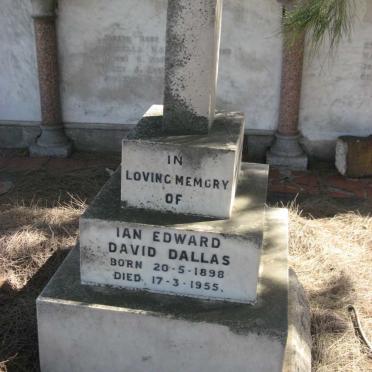 IN
LOVING MEMORY
OF
IAN EDWARD
DAVID DALLAS
BORN 20-5-1898
DIED 17-3-1955.